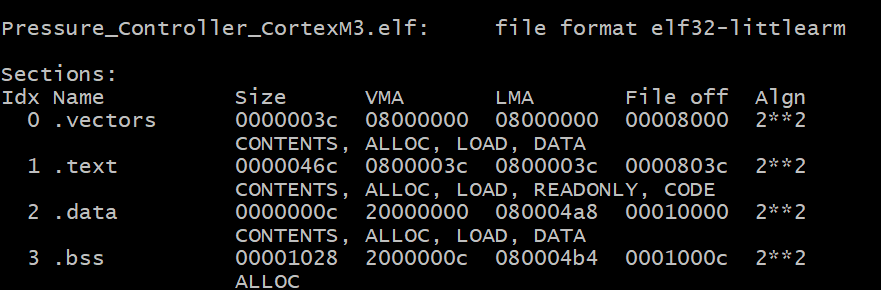 Pressure_Controller_CortexM3.elf:     file format elf32-littlearm
Sections:
Idx Name          Size      VMA       LMA       File off  Algn
  0 .vectors      0000003c  08000000  08000000  00008000  2**2
                  CONTENTS, ALLOC, LOAD, DATA
  1 .text         0000046c  0800003c  0800003c  0000803c  2**2
                  CONTENTS, ALLOC, LOAD, READONLY, CODE
  2 .data         0000000c  20000000  080004a8  00010000  2**2
                  CONTENTS, ALLOC, LOAD, DATA
  3 .bss          00001028  2000000c  080004b4  0001000c  2**2
                  ALLOC